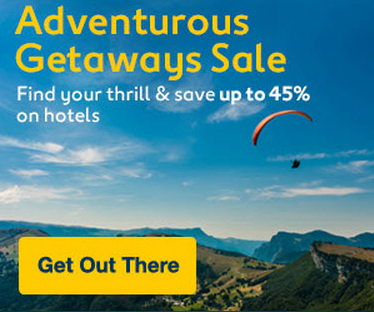 Adventurous
Getaways Sale
Find your thrill & save up to 45%
on hotels
Get Out There